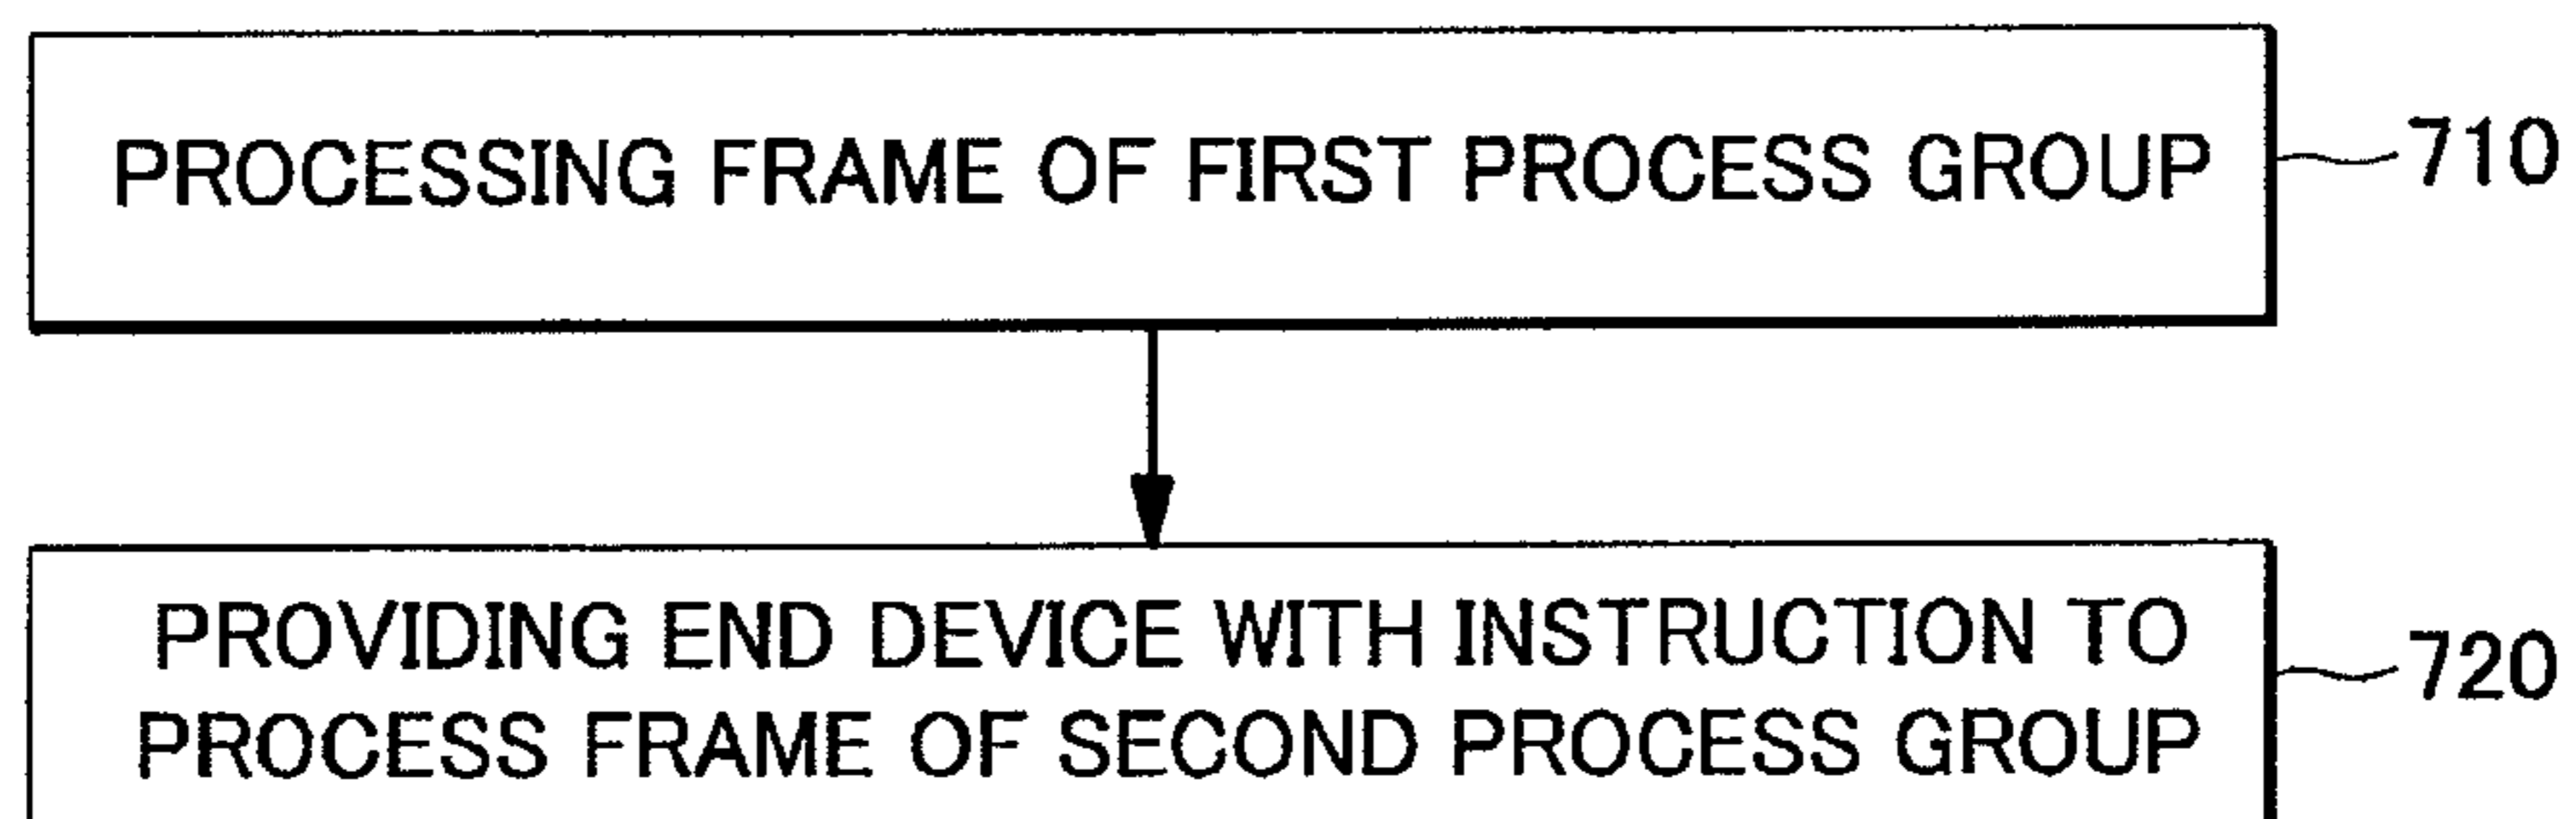 PROCESSING FRAME OF FIRST PROCESS GROUP
710
PROVIDING END DEVICE WITH INSTRUCTION TO
PROCESS FRAME OF SECOND PROCESS GROUP
720